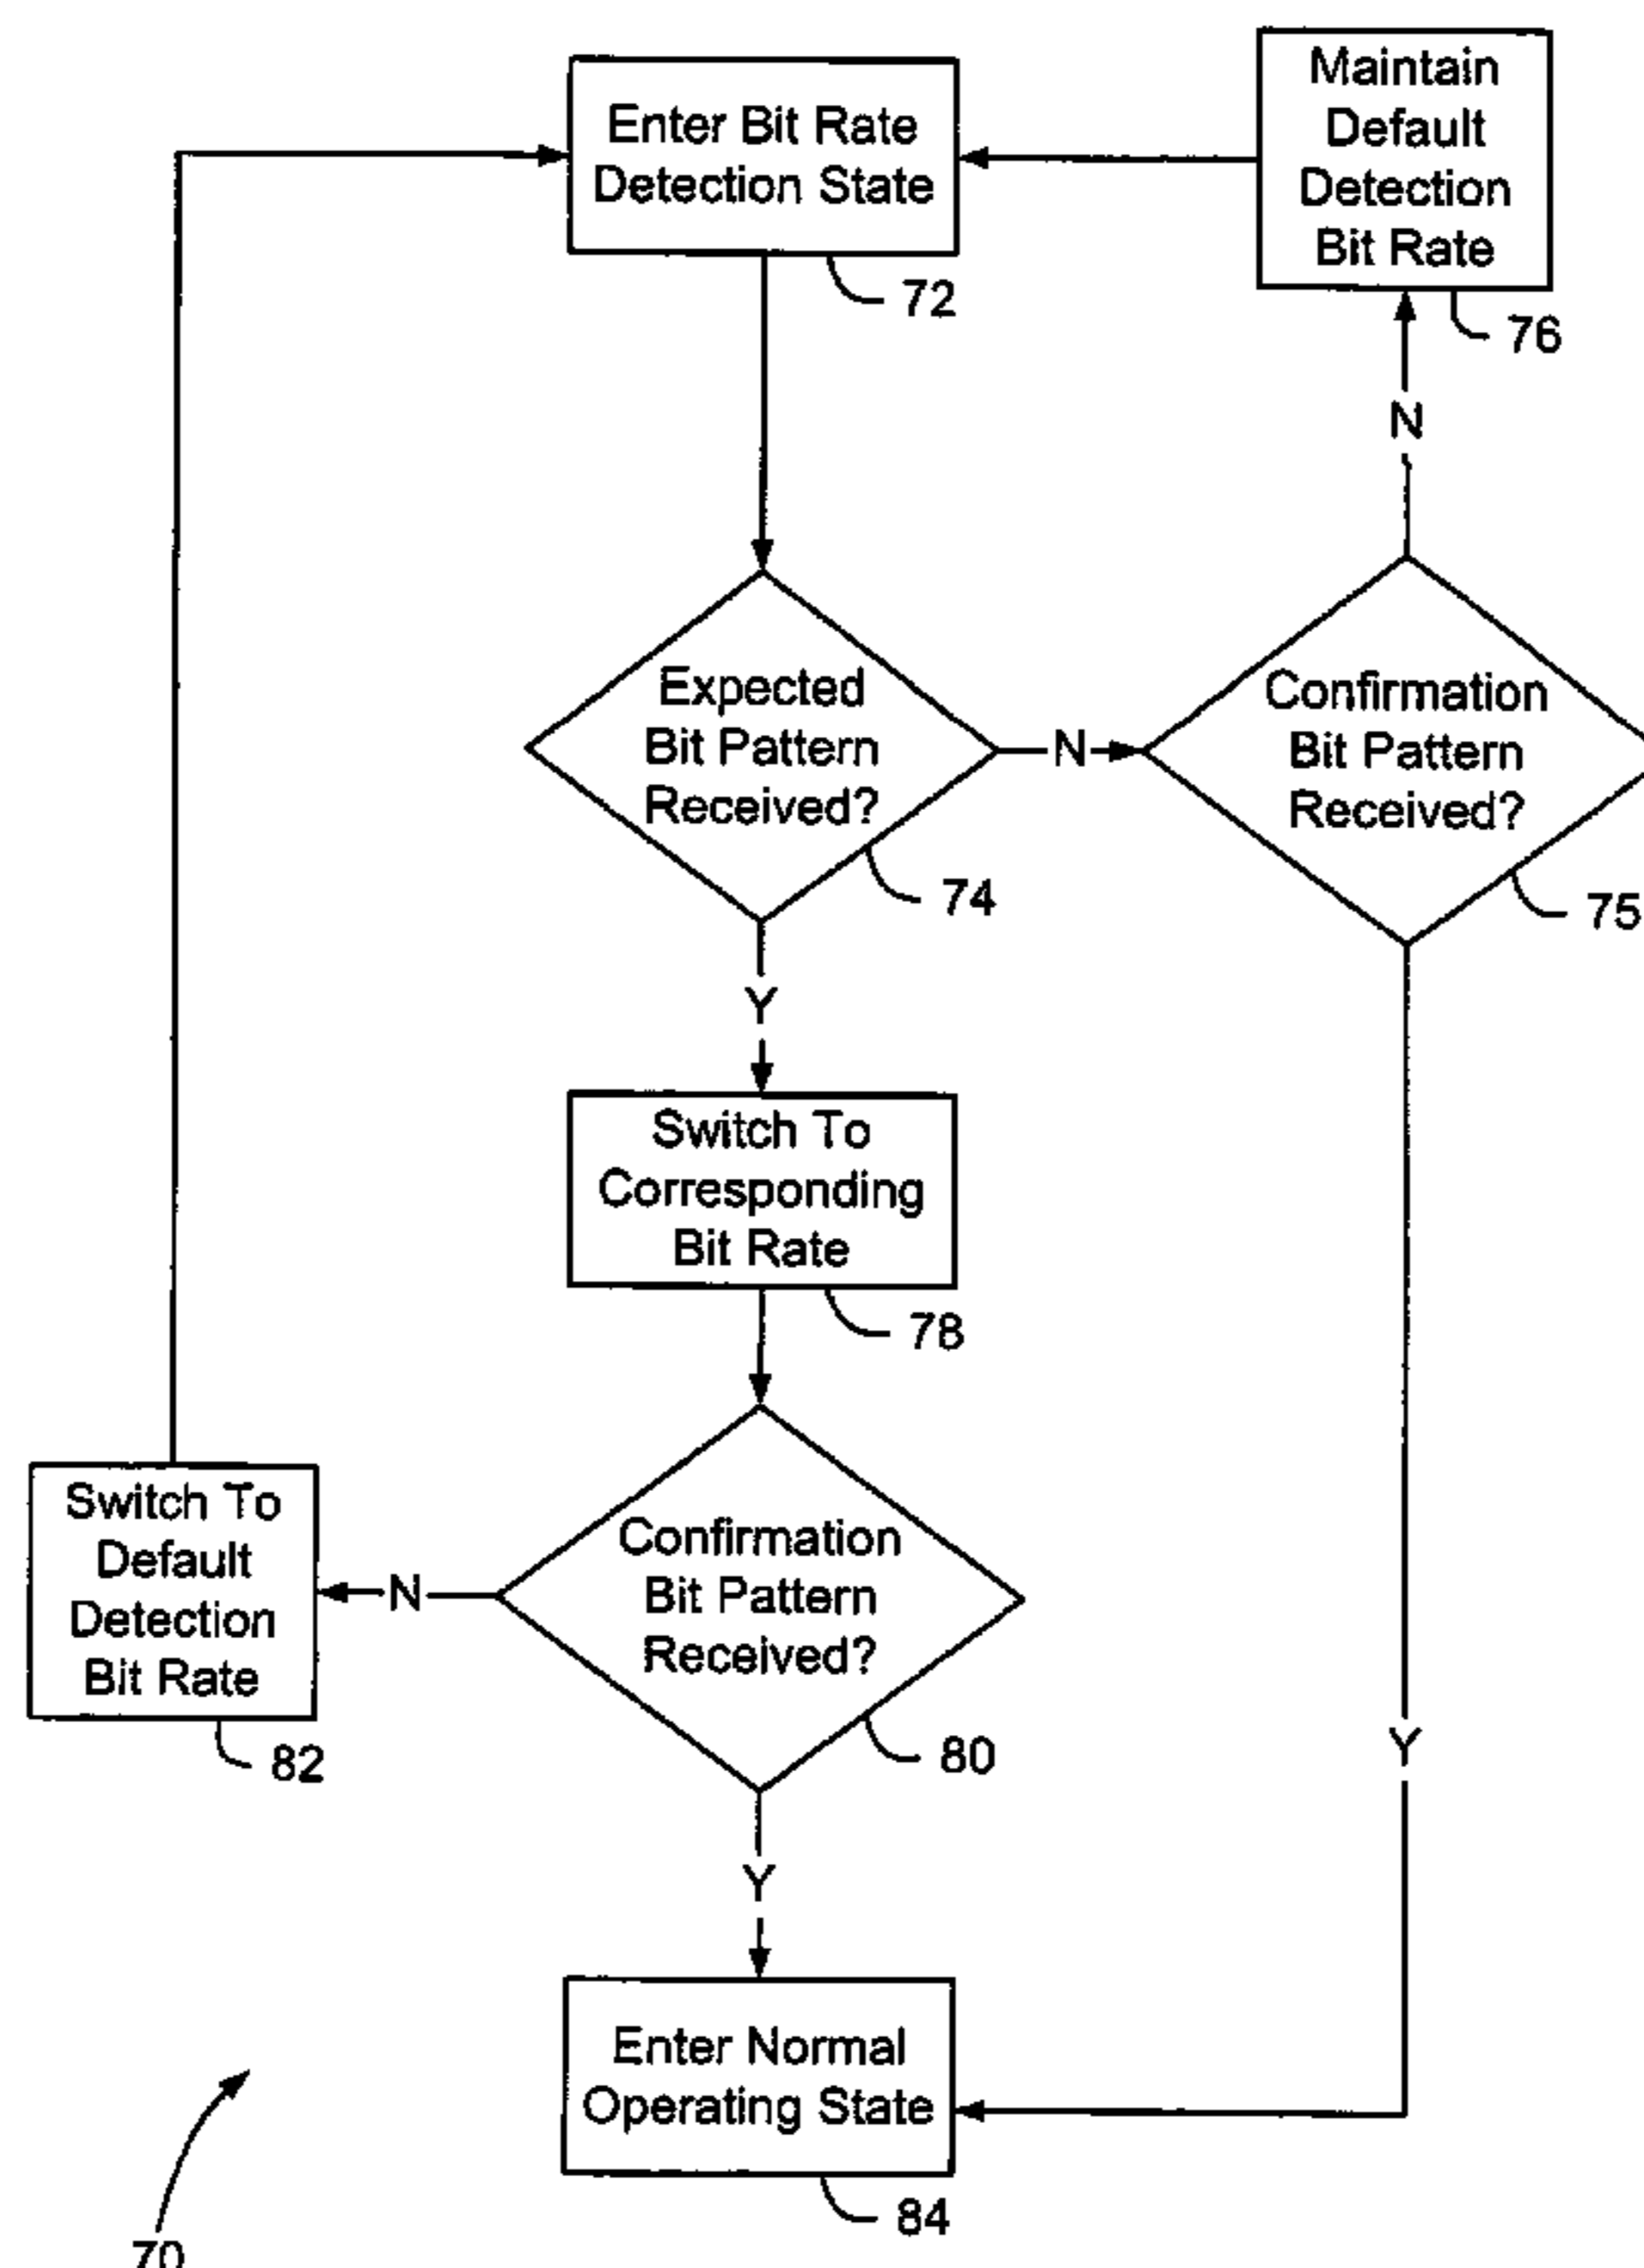 Enter Bit Rate
Detection State
72
Maintain
Default
Detection
Bit Rate
76
N
Expected
Bit Pattern
Received?
74
N
Confirmation
Bit Pattern
Received?
75
Y
Switch To
Corresponding
Bit Rate
78
Switch To
Default
Detection
Bit Rate
82
N
Confirmation
Bit Pattern
Received?
80
Y
Y
Enter Normal
Operating State
84
70